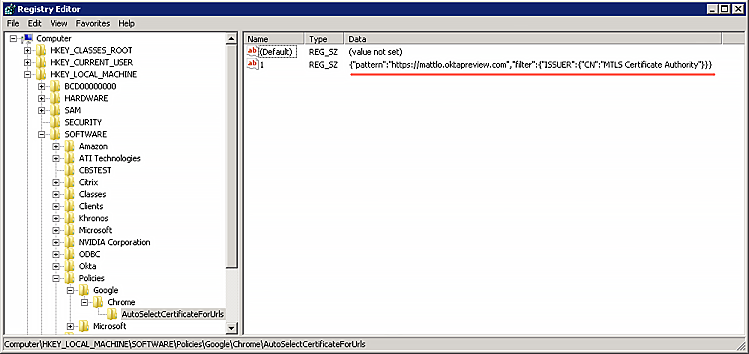 Registry Editor
File Edit View Favorites Help
Computer
HKEY_CLASSES_ROOT
HKEY_CURRENT_USER
HKEY_LOCAL_MACHINE
BCD00000000
HARDWARE
SAM
SECURITY
SOFTWARE
Amazon
ATI Technologies
CBSTEST
Citrix
Classes
Clients
Khronos
Microsoft
NVIDIA Corporation
ODBC
Okta
Policies
Google
Chrome
AutoSelectCertificateForUrls
Microsoft
Name Type Data
(Default) REG_SZ (value not set)
1 REG_SZ {"pattern":"https://mattlo.oktapreview.com","filter":{"ISSUER":{"CN":"MTLS Certificate Authority"}}}
Computer\HKEY_LOCAL_MACHINE\SOFTWARE\Policies\Google\Chrome\AutoSelectCertificateForUrls